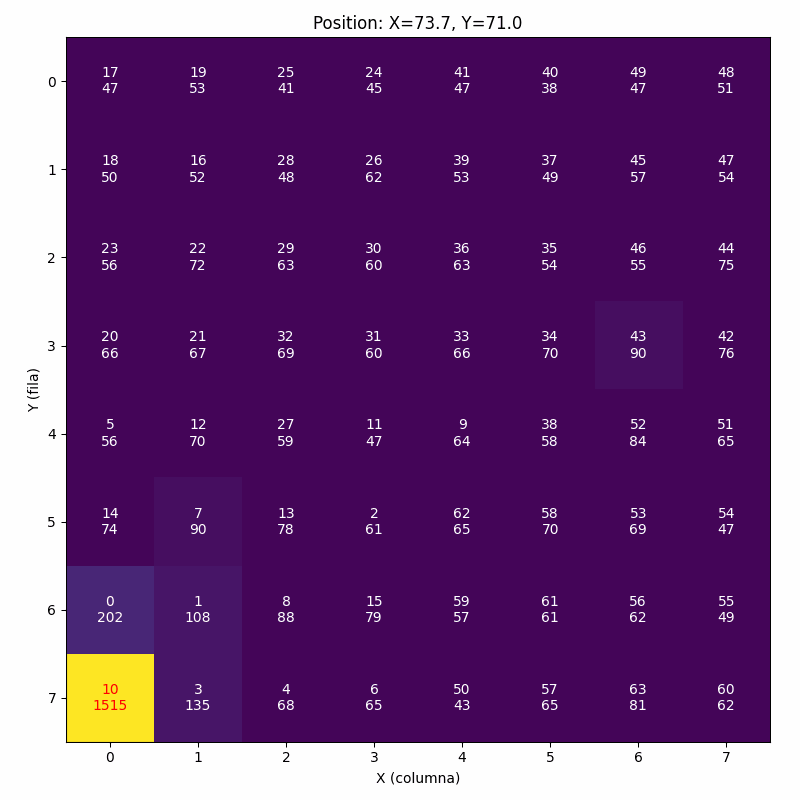 Position: X=73.7, Y=71.0
0 17 19 25 24 41 40 49 48
47 53 41 45 47 38 47 51
1 18 16 28 26 39 37 45 47
50 52 48 62 53 49 57 54
2 23 22 29 30 36 35 46 44
56 72 63 60 63 54 55 75
3 20 21 32 31 33 34 43 42
66 67 69 60 66 70 90 76
4 5 12 27 11 9 38 52 51
56 70 59 47 64 58 84 65
5 14 7 13 2 62 58 53 54
74 90 78 61 65 70 69 47
6 0 1 8 15 59 61 56 55
202 108 88 79 57 61 62 49
7 10 3 4 6 50 57 63 60
1515 135 68 65 43 65 81 62
0 1 2 3 4 5 6 7
X (columna)
Y (fila)